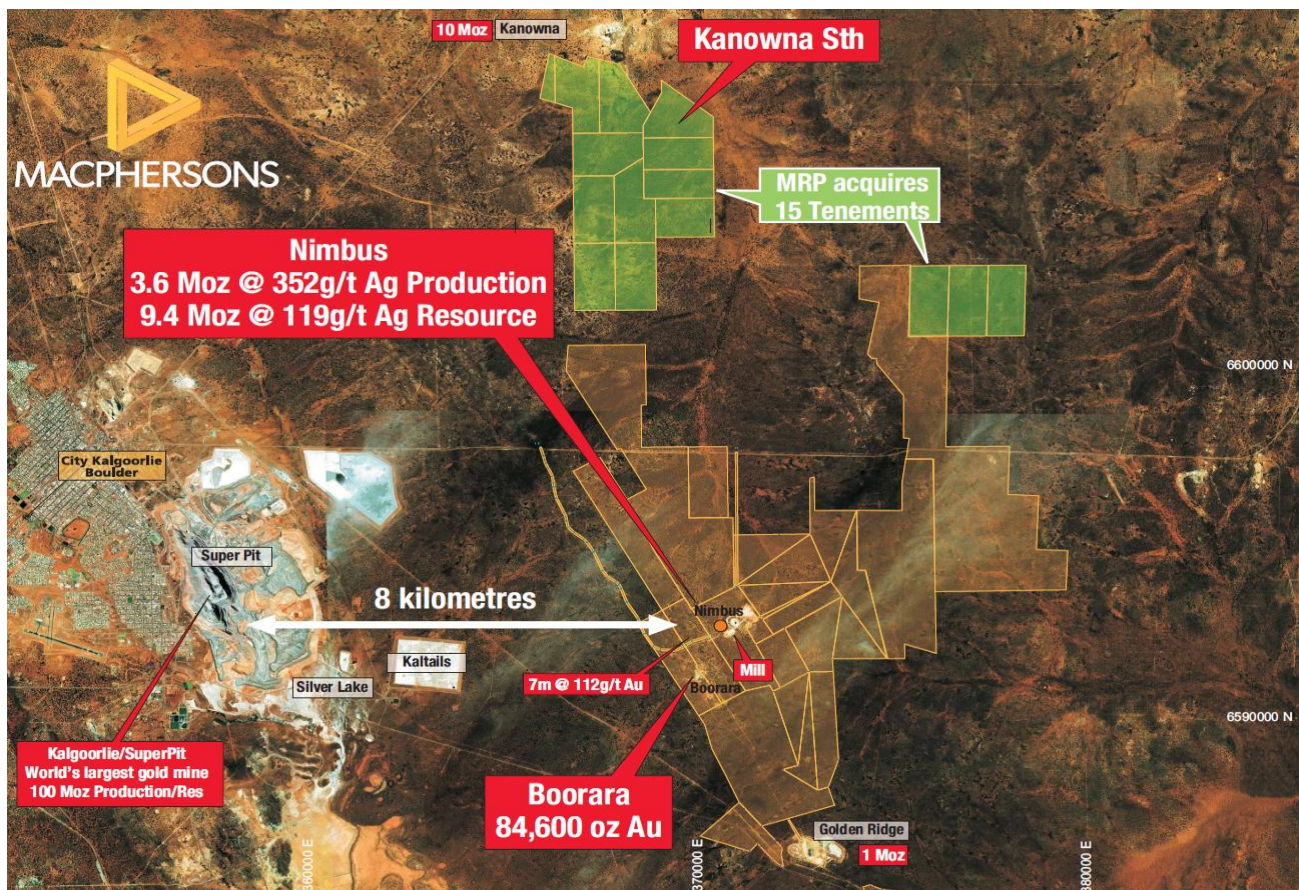 10 Moz
Kanowna
Kanowna Sth
MACPHERSONS
MRP acquires
15 Tenements
Nimbus
3.6 Moz @ 352g/t Ag Production
9.4 Moz @ 119g/t Ag Resource
6600000 N
City Kalgoorlie
Boulder
Super Pit
8 kilometres
Nimbus
Kaltails
Mill
7m @ 112g/t Au
Silver Lake
Boorara
6590000 N
Kalgoorlie/SuperPit
World's largest gold mine
100 Moz Production/Res
Boorara
84,600 oz Au
Golden Ridge
1 Moz
360000 E
370000 E
380000 E